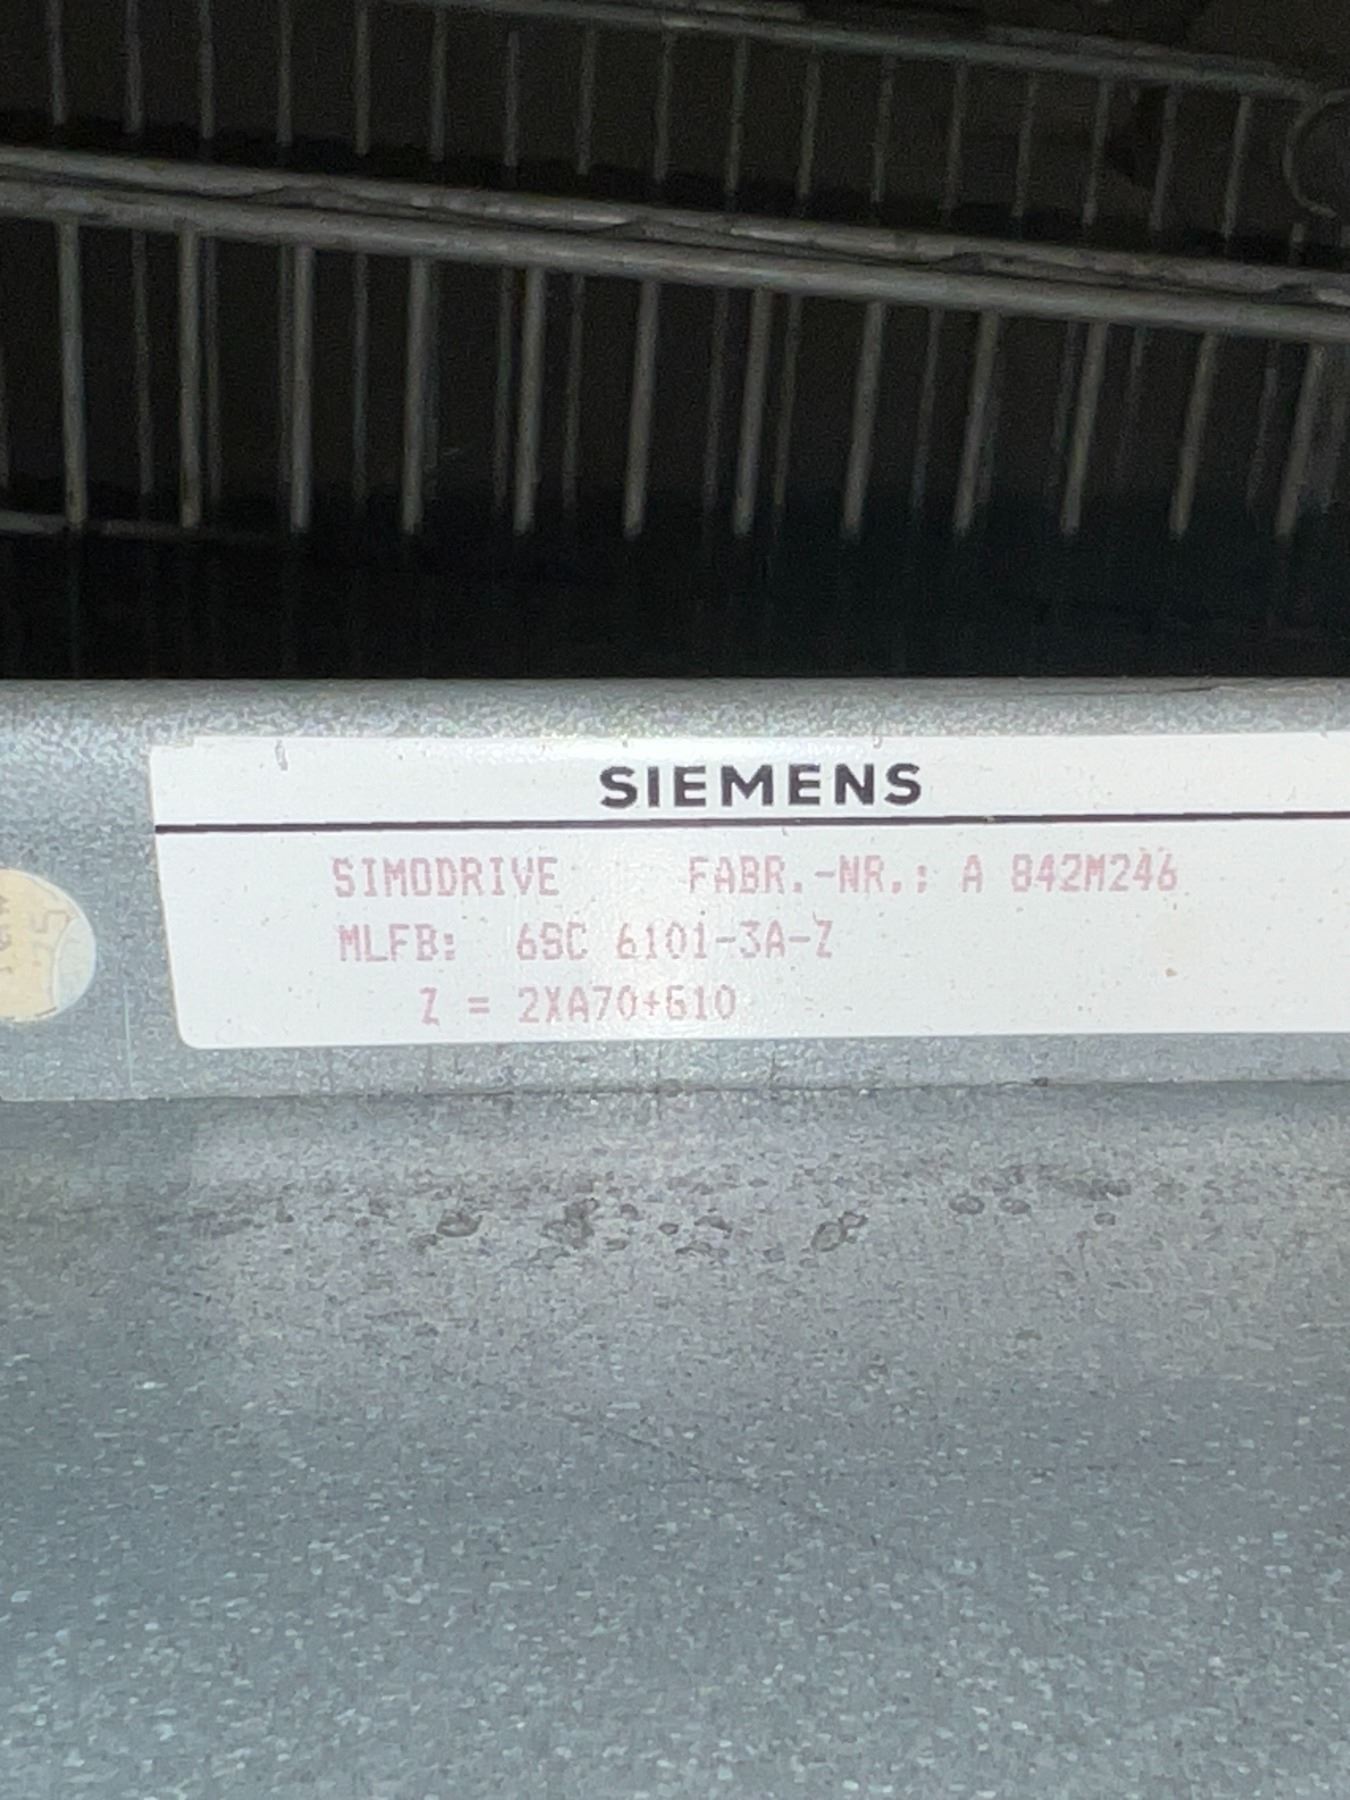 SIEMENS
SIMODRIVE FABR.-NR.: A 842M246
MLFB: 6SC 6101-3A-Z
Z = 2XA70+G10